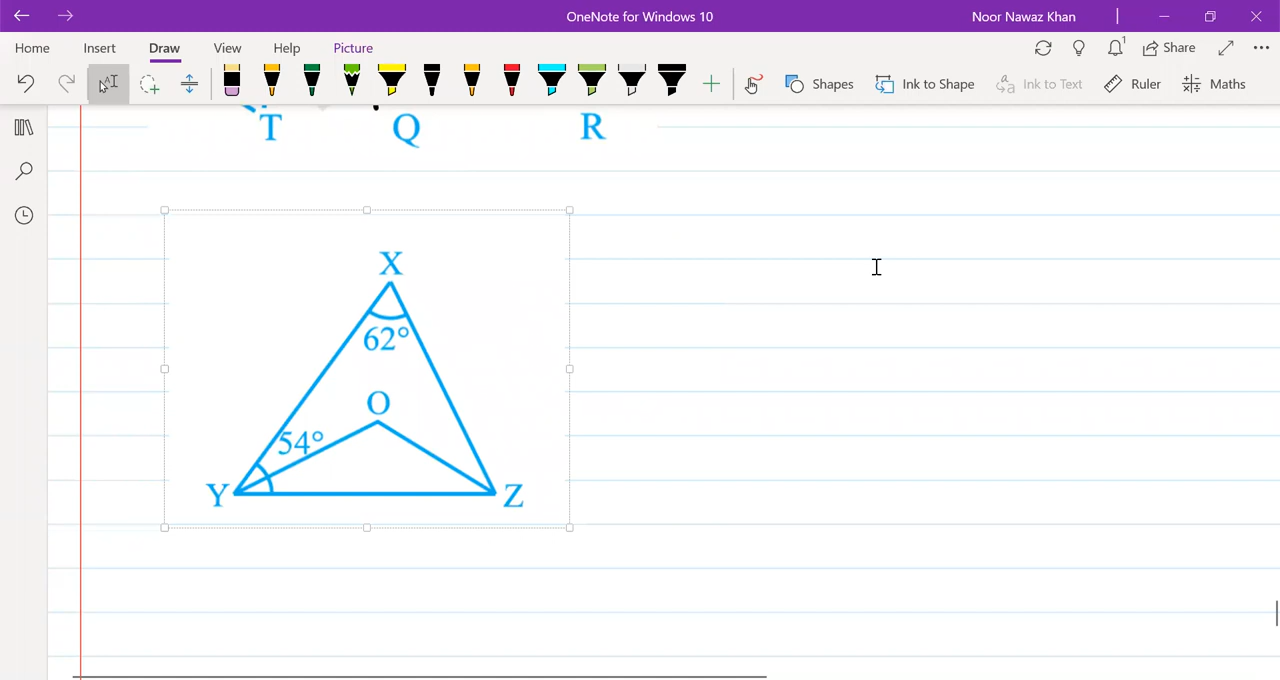 OneNote for Windows 10
Noor Nawaz Khan
Home Insert Draw View Help Picture
1
Share
Shapes
Ink to Shape
Ink to Text
Ruler
Maths
T Q R
X
62°
O
54°
Y Z